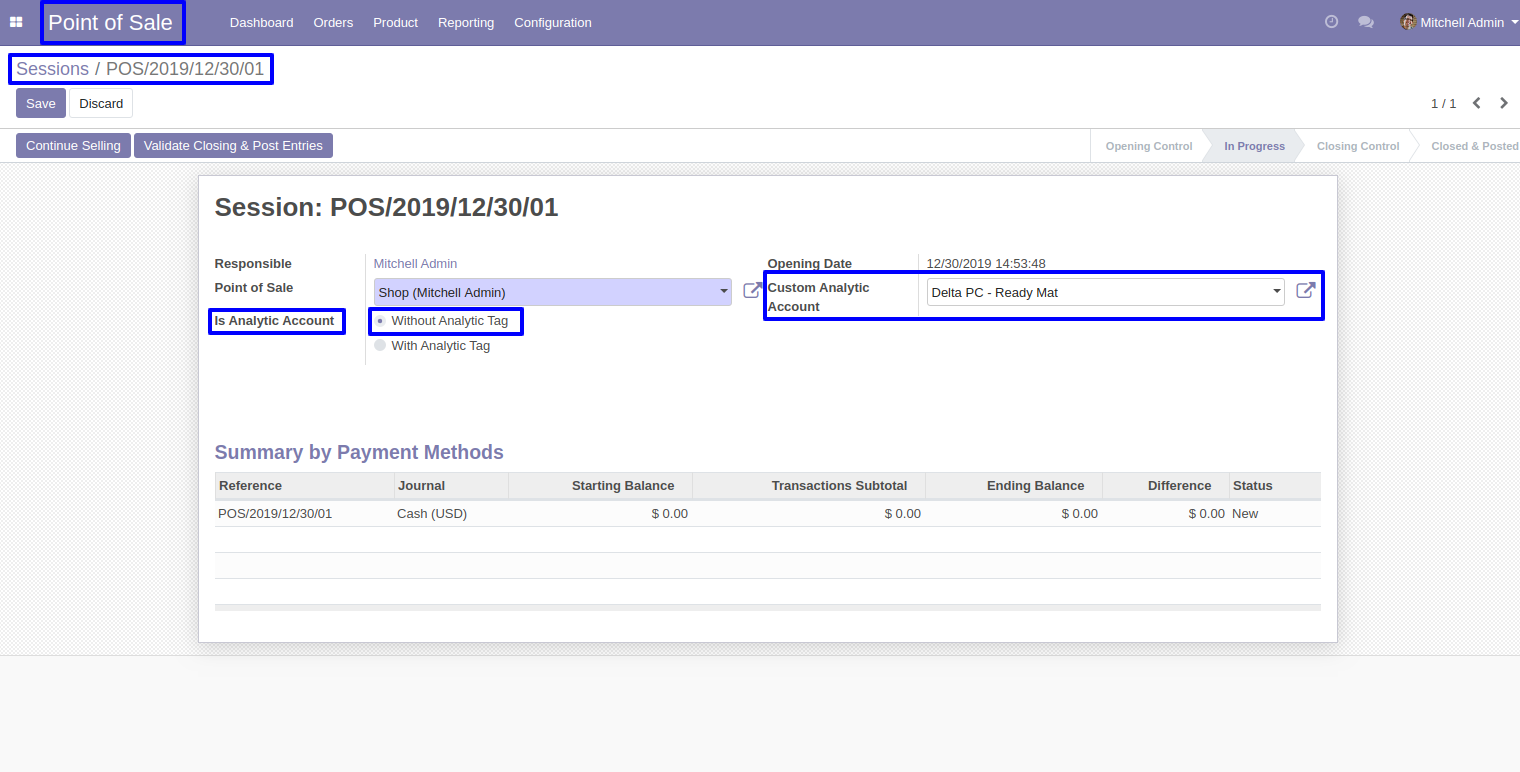 Point of Sale Dashboard Orders Product Reporting Configuration Mitchell Admin
Sessions / POS/2019/12/30/01
Save Discard 1 / 1
Continue Selling Validate Closing & Post Entries Opening Control In Progress Closing Control Closed & Posted
Session: POS/2019/12/30/01
Responsible Mitchell Admin Opening Date 12/30/2019 14:53:48
Point of Sale Shop (Mitchell Admin) Custom Analytic Account Delta PC - Ready Mat
Is Analytic Account Without Analytic Tag
With Analytic Tag
Summary by Payment Methods
Reference Journal Starting Balance Transactions Subtotal Ending Balance Difference Status
POS/2019/12/30/01 Cash (USD) $ 0.00 $ 0.00 $ 0.00 $ 0.00 New